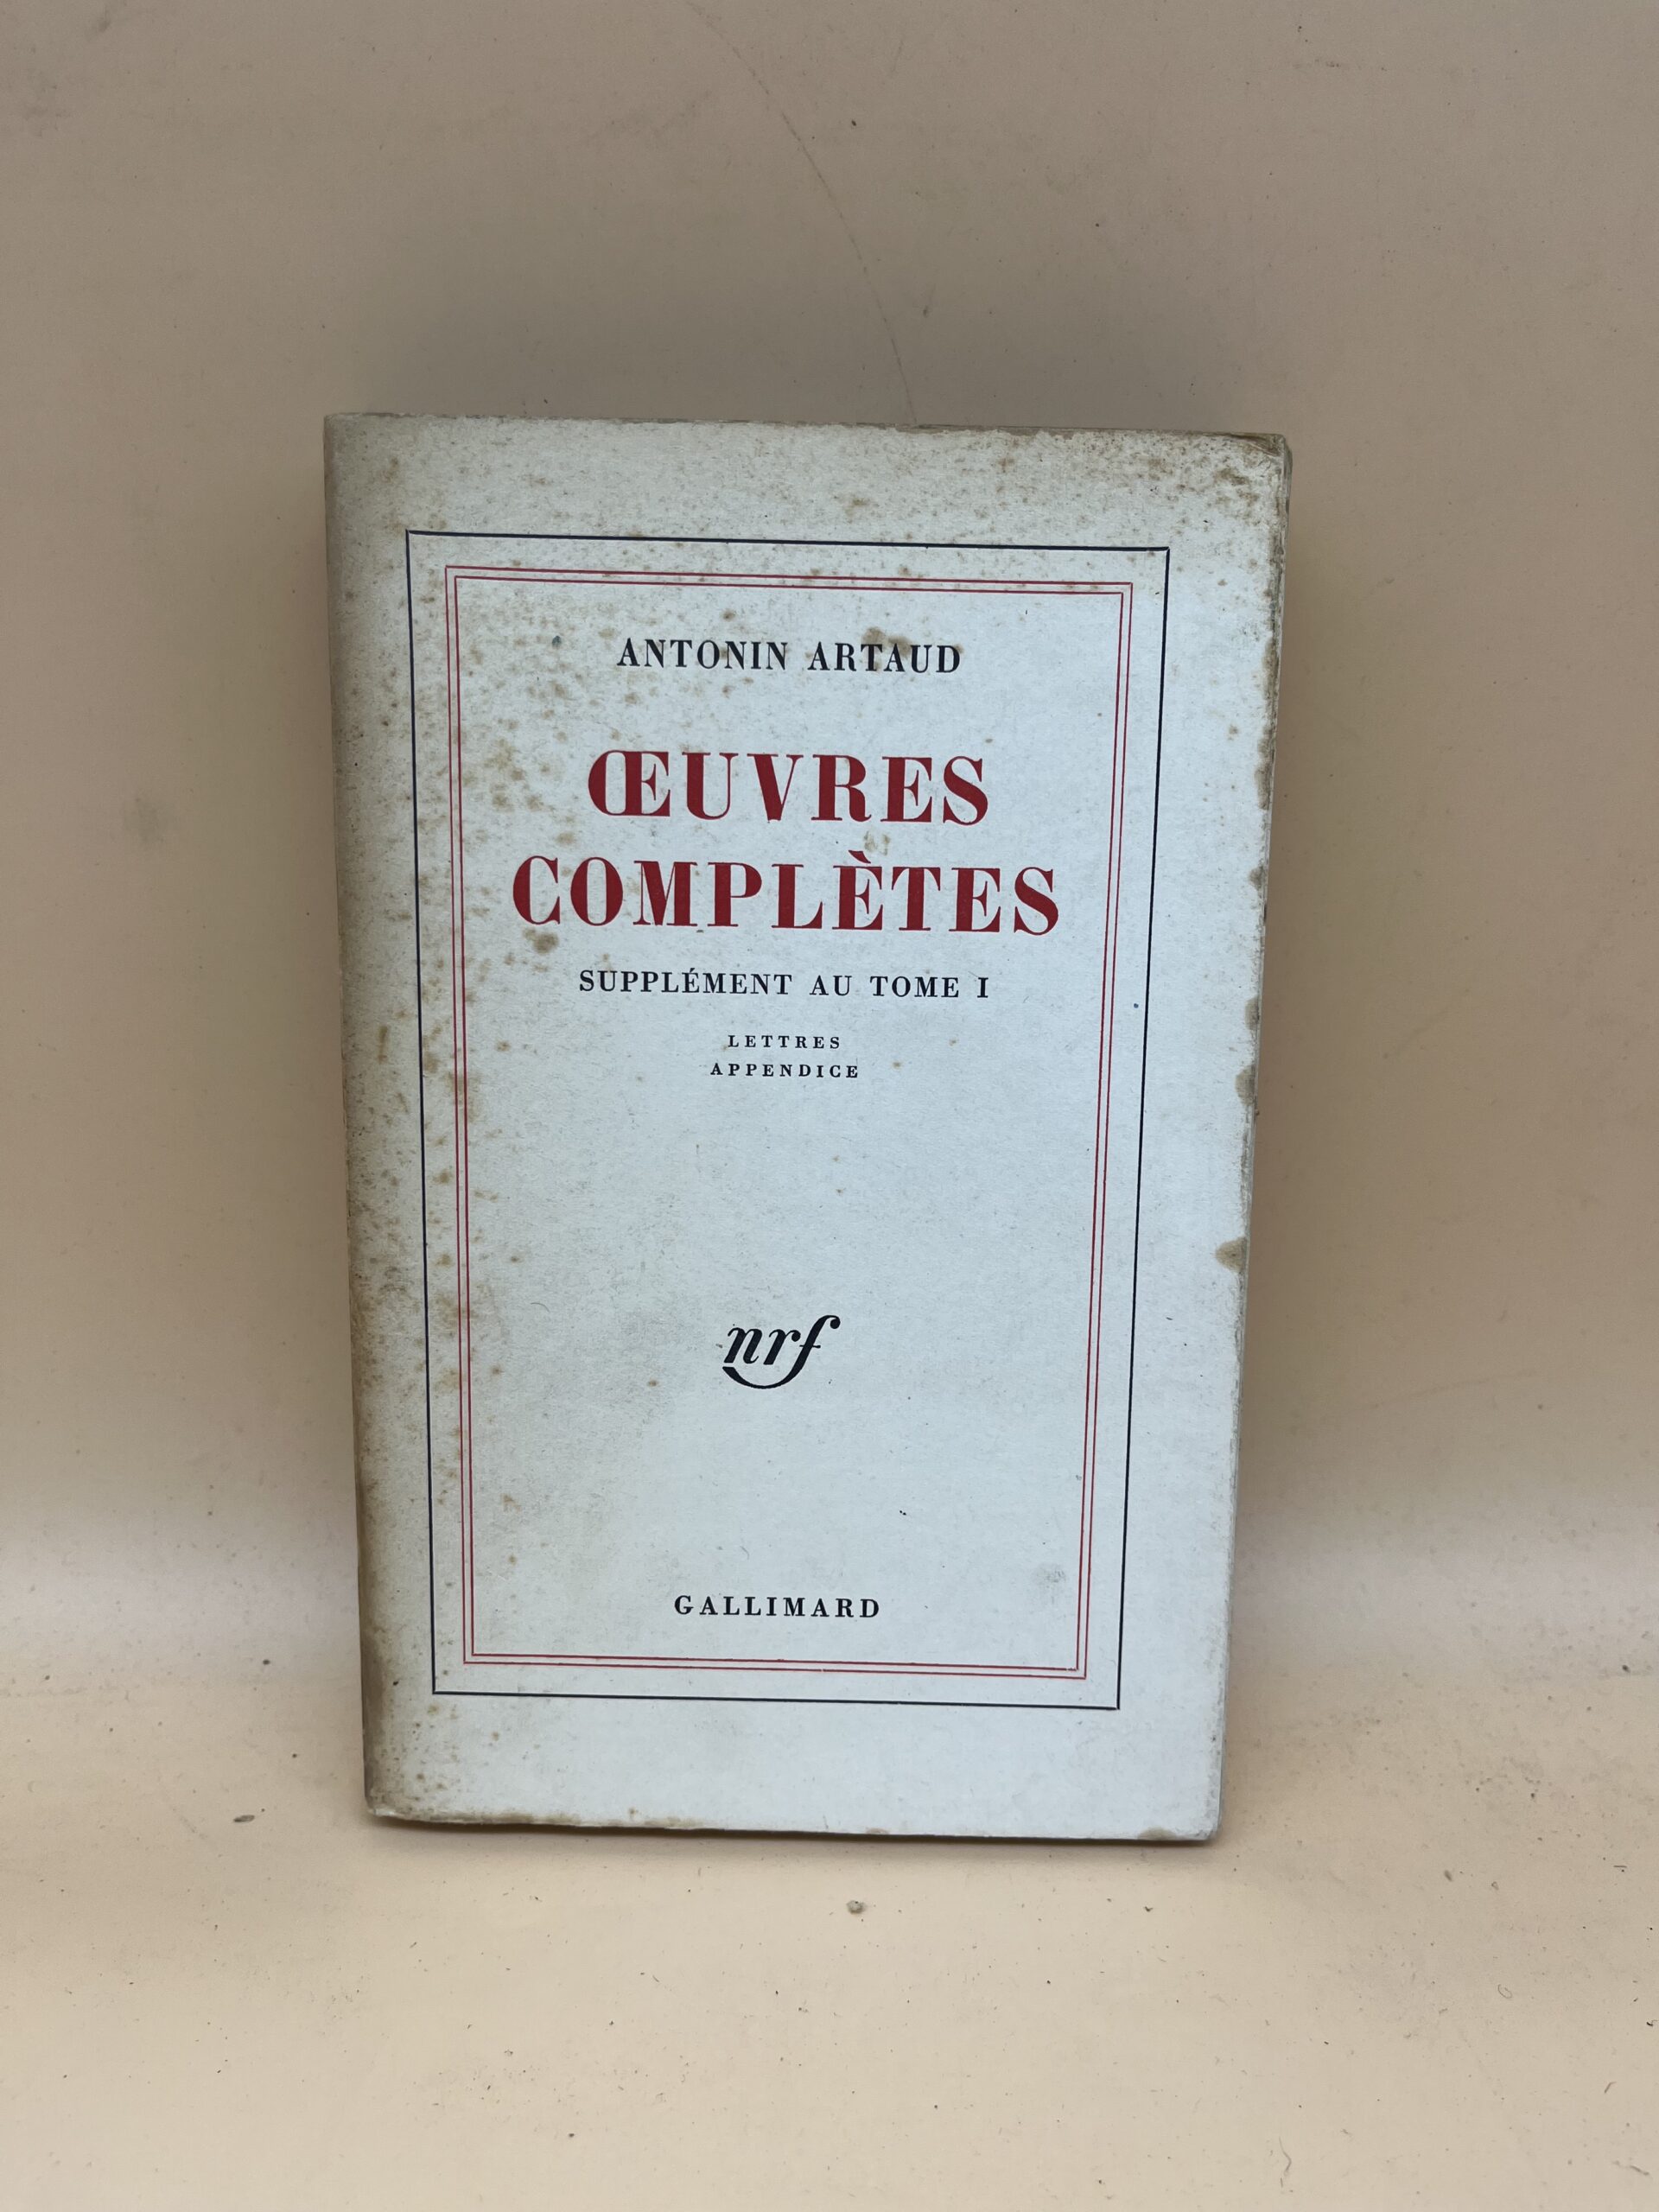 ANTONIN ARTAUD
ŒUVRES
COMPLÈTES
SUPPLÉMENT AU TOME I
LETTRES
APPENDICE
nrf
GALLIMARD